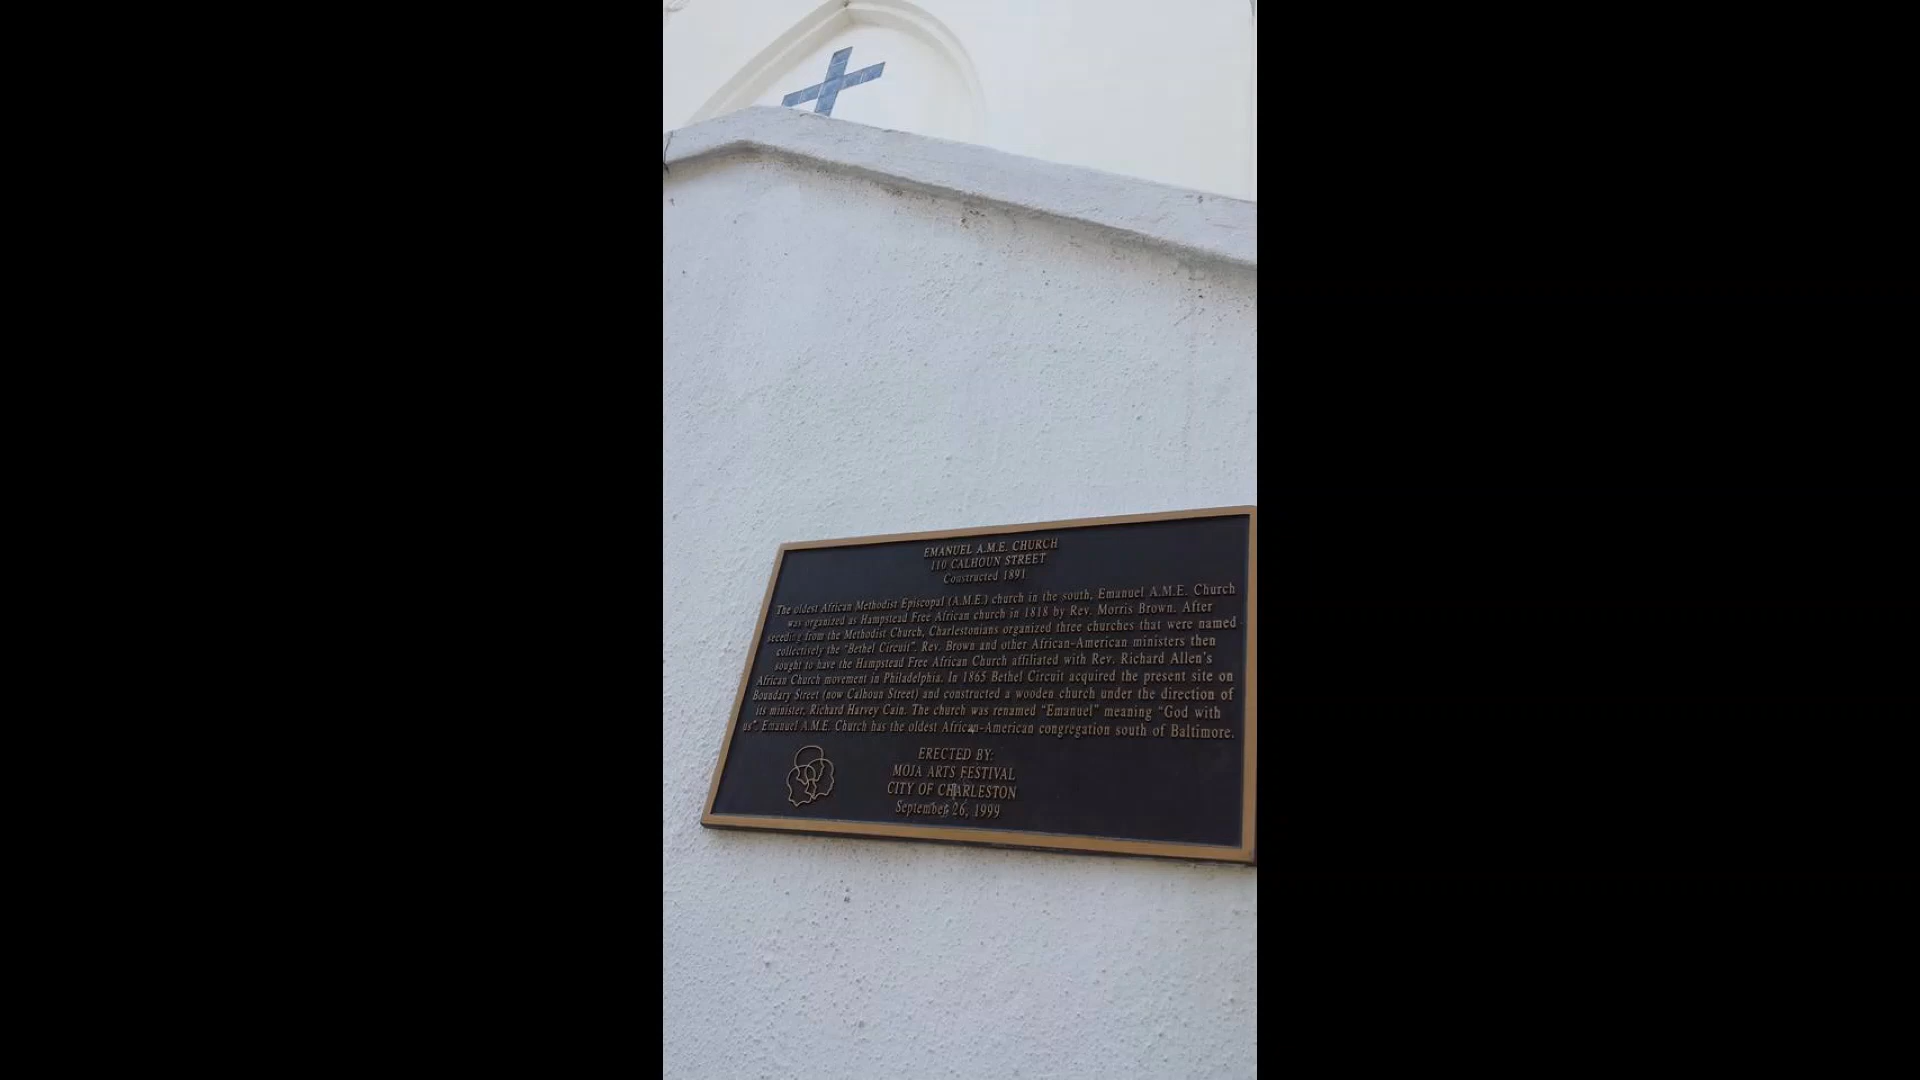 EMANUEL A.M.E. CHURCH
110 CALHOUN STREET
Constructed 1891
The oldest African Methodist Episcopal (A.M.E.) church in the south, Emanuel A.M.E. Church
was organized as Hampstead Free African church in 1818 by Rev. Morris Brown. After
seceding from the Methodist Church, Charlestonians organized three churches that were named
collectively the "Bethel Circuit". Rev. Brown and other African-American ministers then
sought to have the Hampstead Free African Church affiliated with Rev. Richard Allen's
African Church movement in Philadelphia. In 1865 Bethel Circuit acquired the present site on
Boundary Street (now Calhoun Street) and constructed a wooden church under the direction of
its minister, Richard Harvey Cain. The church was renamed "Emanuel" meaning "God with
us". Emanuel A.M.E. Church has the oldest African-American congregation south of Baltimore.
ERECTED BY:
MOJA ARTS FESTIVAL
CITY OF CHARLESTON
September 26, 1999